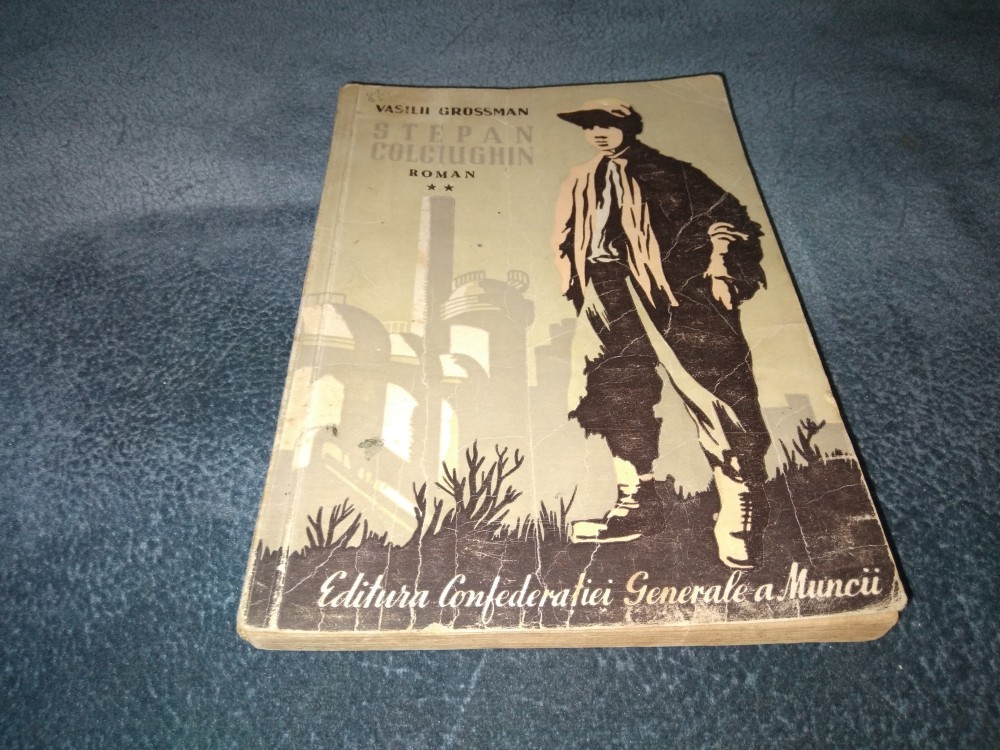 VASILII GROSSMAN
STEPAN
COLCIUGHIN
ROMAN
★★
Editura Confederației Generale a Muncii